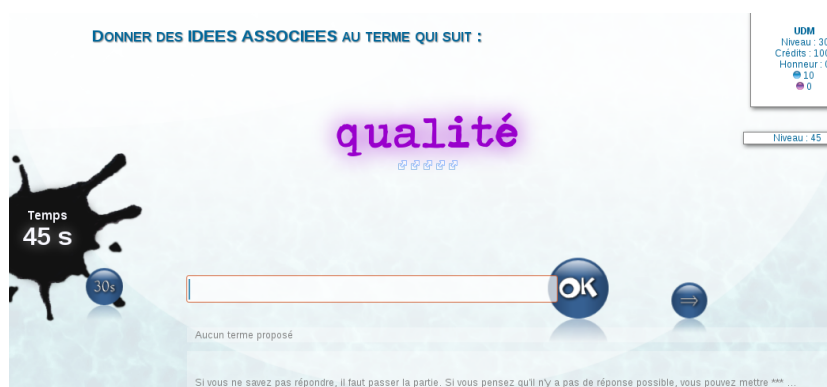 DONNER DES IDEES ASSOCIEES AU TERME QUI SUIT :
UDM
Niveau : 30
Crédits : 100
Honneur : 0
10
0
qualité
Niveau : 45
Temps
45 s
30s
OK
Aucun terme proposé
Si vous ne savez pas répondre, il faut passer la partie. Si vous pensez qu'il n'y a pas de réponse possible, vous pouvez mettre *** ...